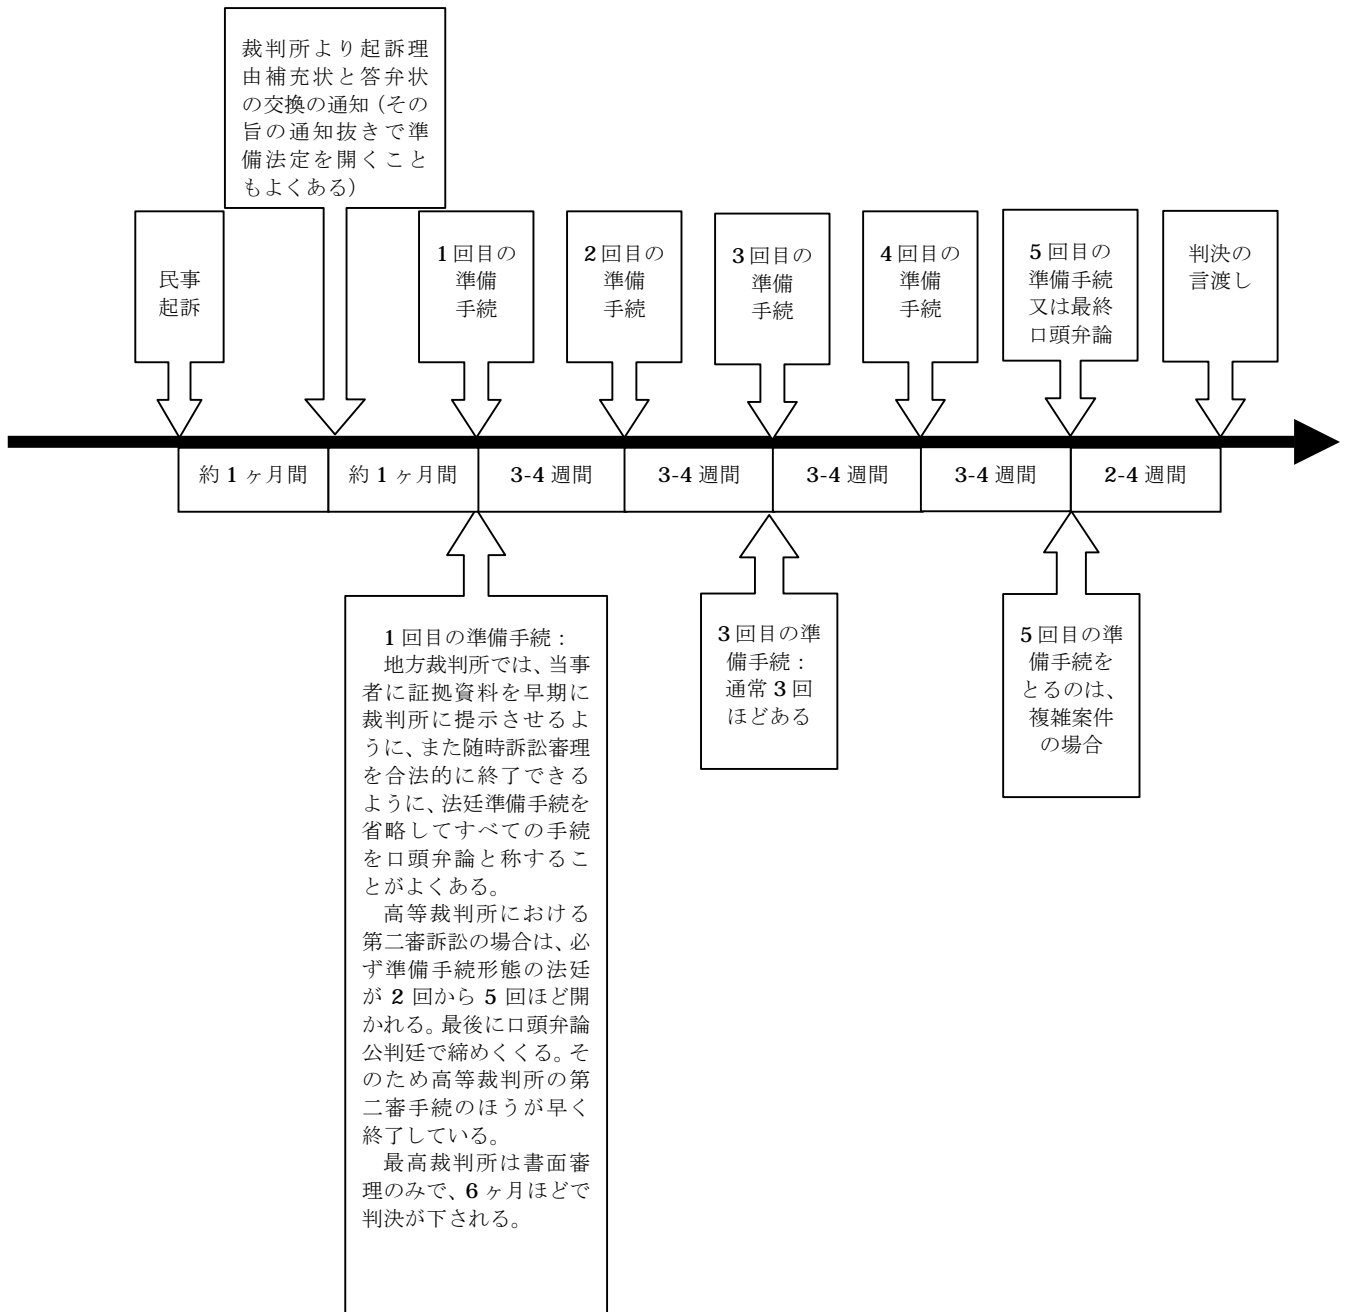 裁判所より起訴理
由補充状と答弁状
の交換の通知（その
旨の通知抜きで準
備法定を開くこと
もよくある）
民事
起訴
1 回目の
準備
手続
2 回目の
準備
手続
3 回目の
準備
手続
4 回目の
準備
手続
5 回目の
準備手続
又は最終
口頭弁論
判決の
言渡し
約 1 ヶ月間
約 1 ヶ月間
3-4 週間
3-4 週間
3-4 週間
3-4 週間
2-4 週間
1 回目の準備手続：
地方裁判所では、当事
者に証拠資料を早期に
裁判所に提示させるよ
うに、また随時訴訟審理
を合法的に終了できる
ように、法廷準備手続を
省略してすべての手続
を口頭弁論と称するこ
とがよくある。
高等裁判所における
第二審訴訟の場合は、必
ず準備手続形態の法廷
が 2 回から 5 回ほど開
かれる。最後に口頭弁論
公判廷で締めくくる。そ
のため高等裁判所の第
二審手続のほうが早く
終了している。
最高裁判所は書面審
理のみで、6 ヶ月ほどで
判決が下される。
3 回目の準
備手続：
通常 3 回
ほどある
5 回目の準
備手続を
とるのは、
複雑案件
の場合